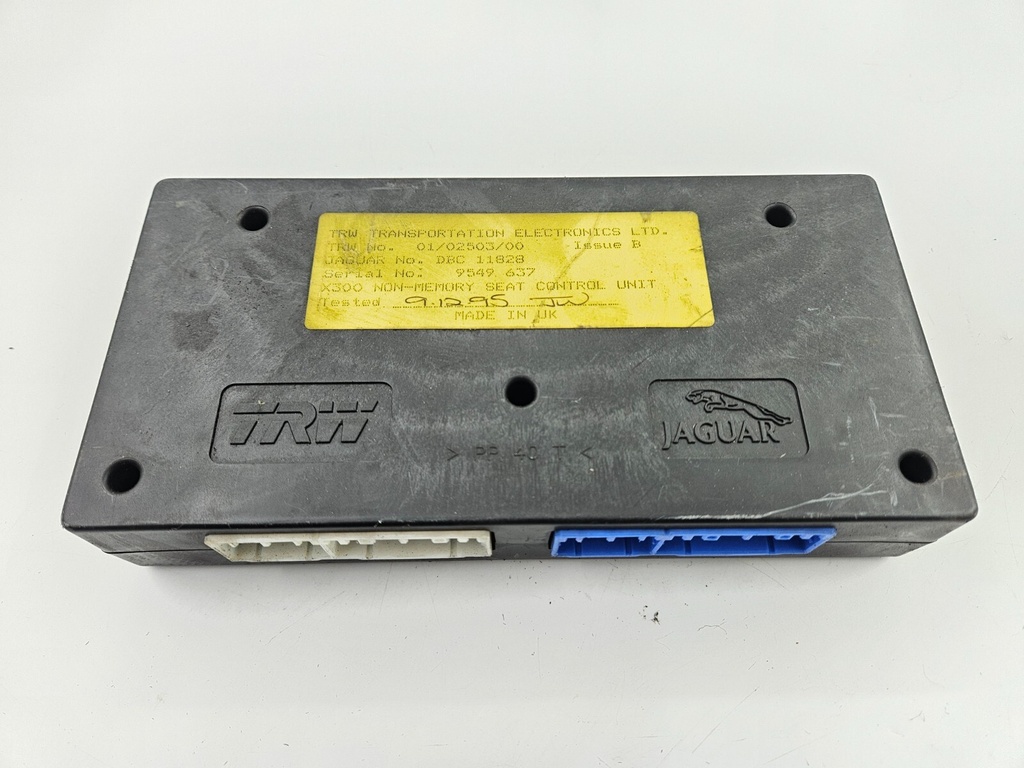 TRW TRANSPORTATION ELECTRONICS LTD.
TRW No. 01/02503/00 Issue B
JAGUAR No. DBC 11828
Serial No: 9549 637
X300 NON-MEMORY SEAT CONTROL UNIT
Tested 9.12.95 JW
MADE IN UK
TRW
JAGUAR
> PP 40 T <